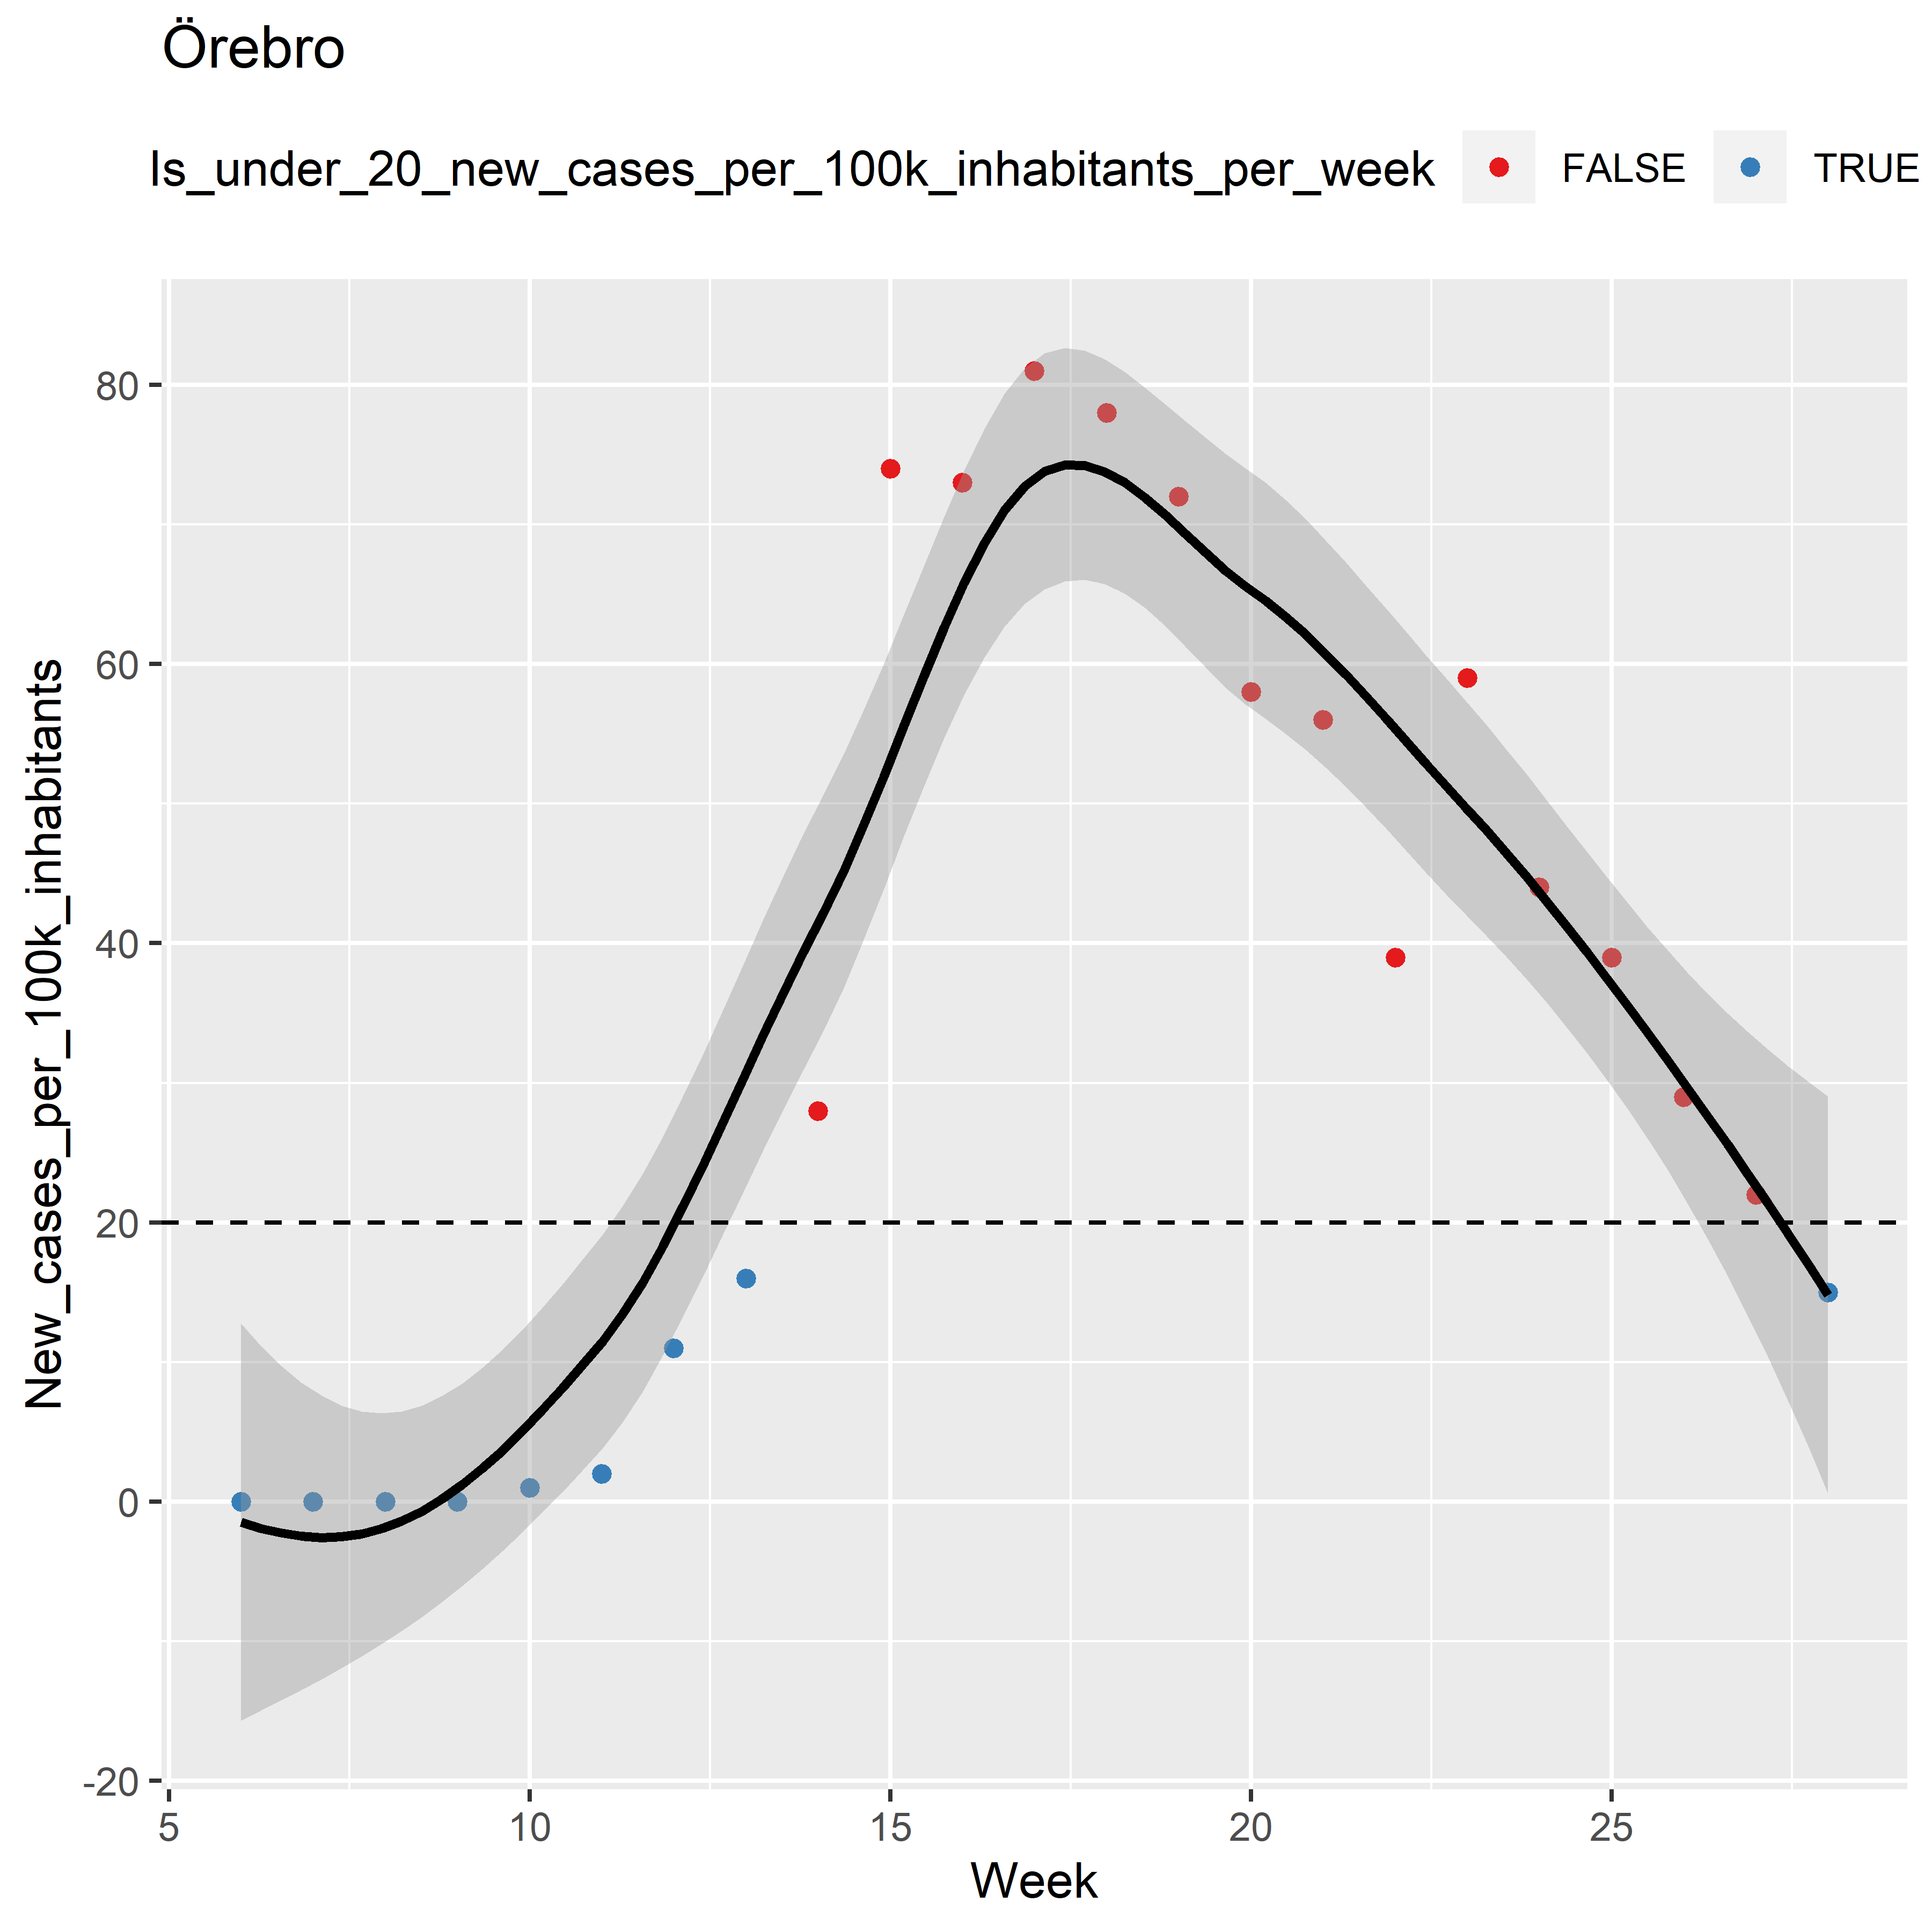 Örebro
Is_under_20_new_cases_per_100k_inhabitants_per_week FALSE TRUE
New_cases_per_100k_inhabitants
80
60
40
20
0
-20
5 10 15 20 25
Week